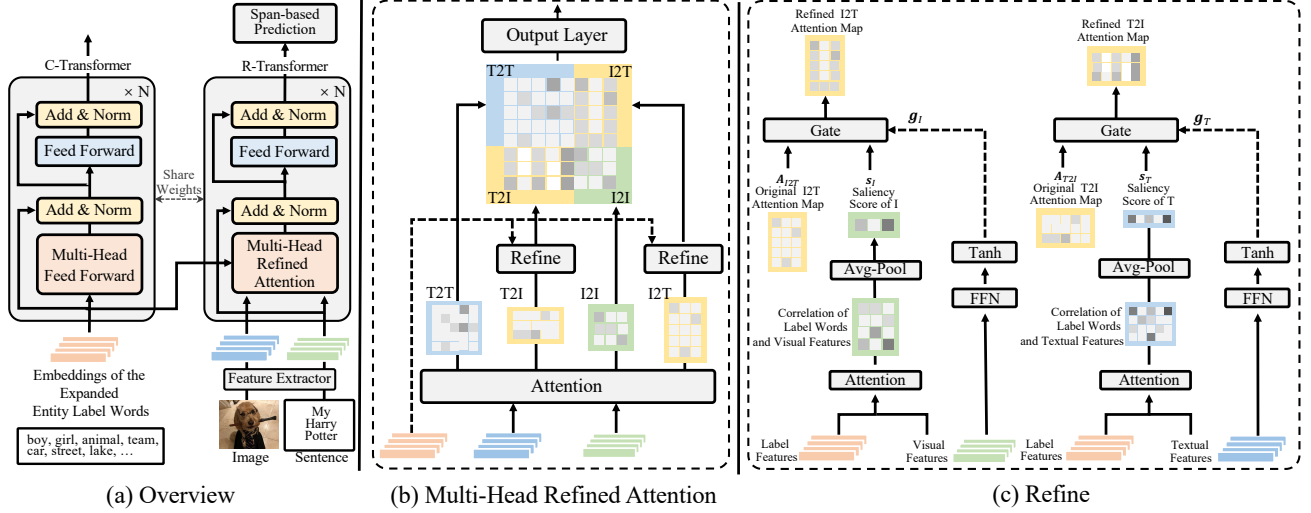 Span-based
Prediction
C-Transformer
R-Transformer
× N
× N
Add & Norm
Add & Norm
Feed Forward
Feed Forward
Share
Weights
Add & Norm
Add & Norm
Multi-Head
Feed Forward
Multi-Head
Refined
Attention
Embeddings of the
Expanded
Entity Label Words
boy, girl, animal, team,
car, street, lake, …
Feature Extractor
My
Harry
Potter
Image
Sentence
(a) Overview
Output Layer
T2T
I2T
T2I
I2I
Refine
Refine
T2T
T2I
I2I
I2T
Attention
(b) Multi-Head Refined Attention
Refined I2T
Attention Map
Gate
g_I
A_I2T
Original I2T
Attention Map
s_I
Saliency
Score of I
Avg-Pool
Tanh
FFN
Correlation of
Label Words
and Visual Features
Attention
Label
Features
Visual
Features
Refined T2I
Attention Map
Gate
g_T
A_T2I
Original T2I
Attention Map
s_T
Saliency
Score of T
Avg-Pool
Tanh
FFN
Correlation of
Label Words
and Textual Features
Attention
Label
Features
Textual
Features
(c) Refine